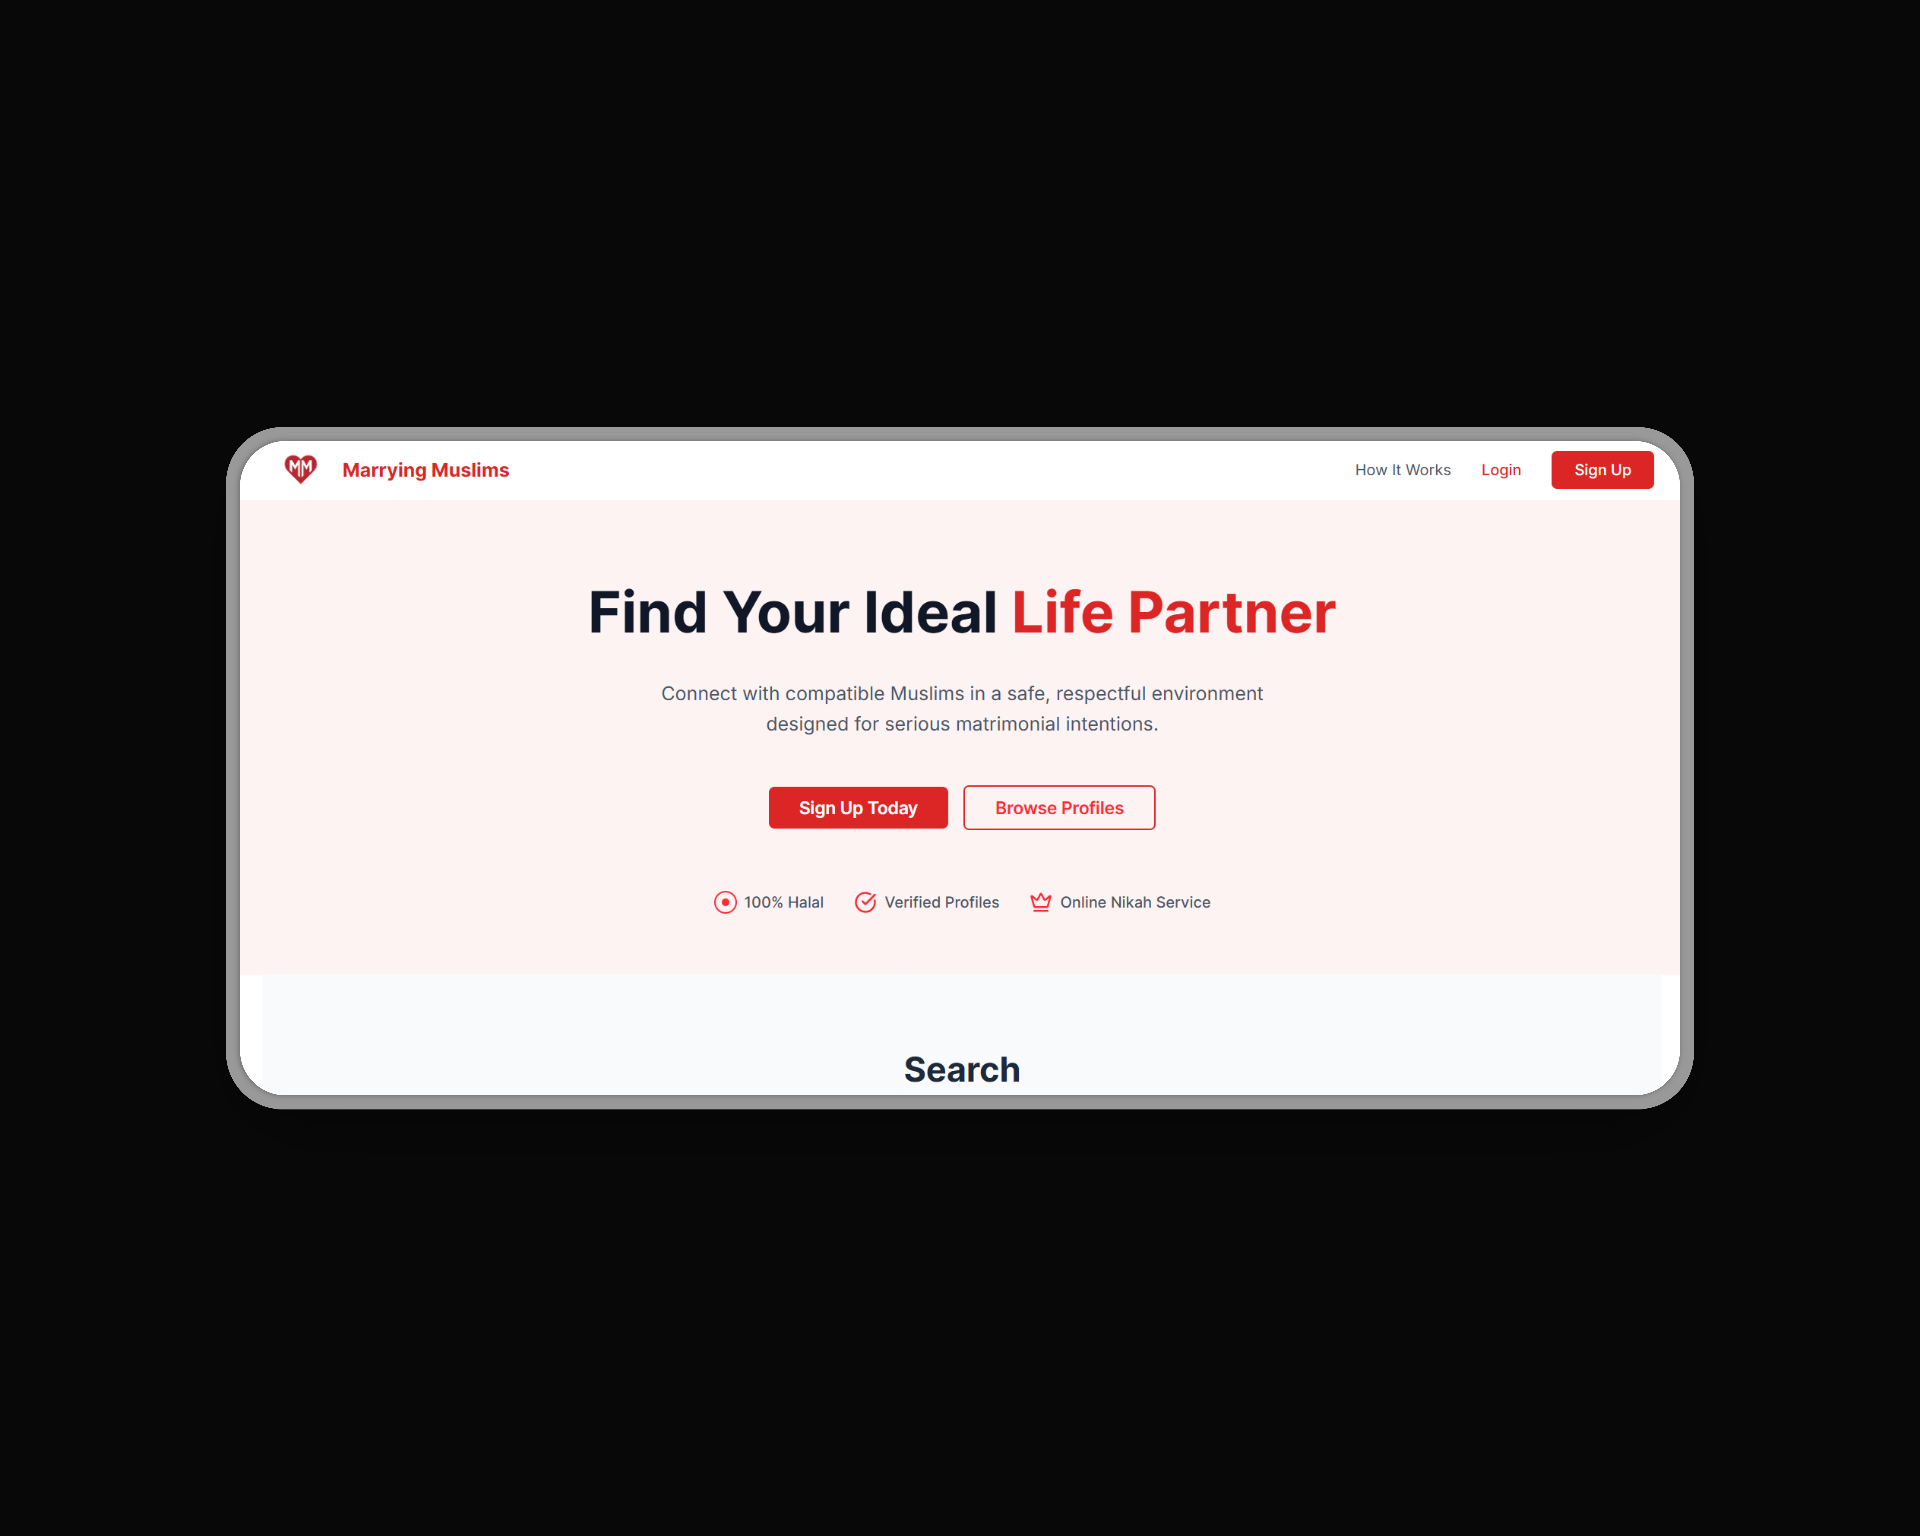 MM
Marrying Muslims
How It Works
Login
Sign Up
Find Your Ideal Life Partner
Connect with compatible Muslims in a safe, respectful environment
designed for serious matrimonial intentions.
Sign Up Today
Browse Profiles
100% Halal
Verified Profiles
Online Nikah Service
Search